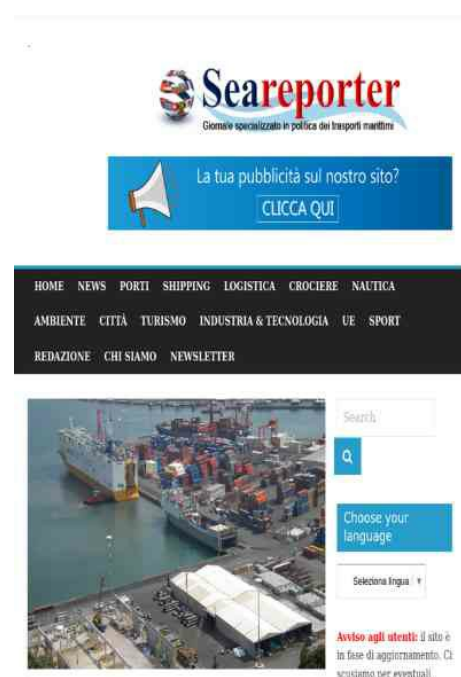 Seareporter
Giornale specializzato in politica dei trasporti marittimi
La tua pubblicità sul nostro sito?
CLICCA QUI
HOME NEWS PORTI SHIPPING LOGISTICA CROCIERE NAUTICA
AMBIENTE CITTÀ TURISMO INDUSTRIA & TECNOLOGIA UE SPORT
REDAZIONE CHI SIAMO NEWSLETTER
Search
Choose your
language
Seleziona lingua
Avviso agli utenti: il sito è
in fase di aggiornamento. Ci
scusiamo per eventuali